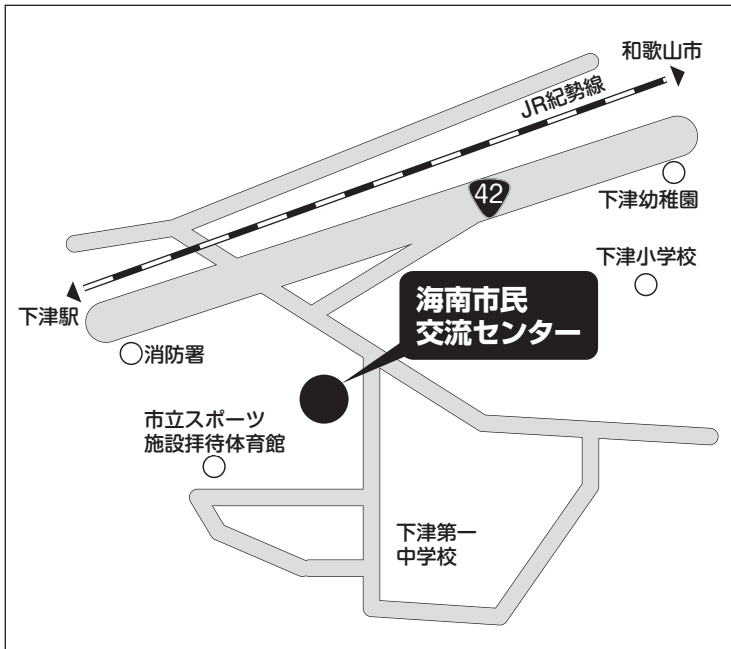 和歌山市
JR紀勢線
42
下津幼稚園
下津小学校
海南市民
交流センター
下津駅
消防署
市立スポーツ
施設拝待体育館
下津第一
中学校